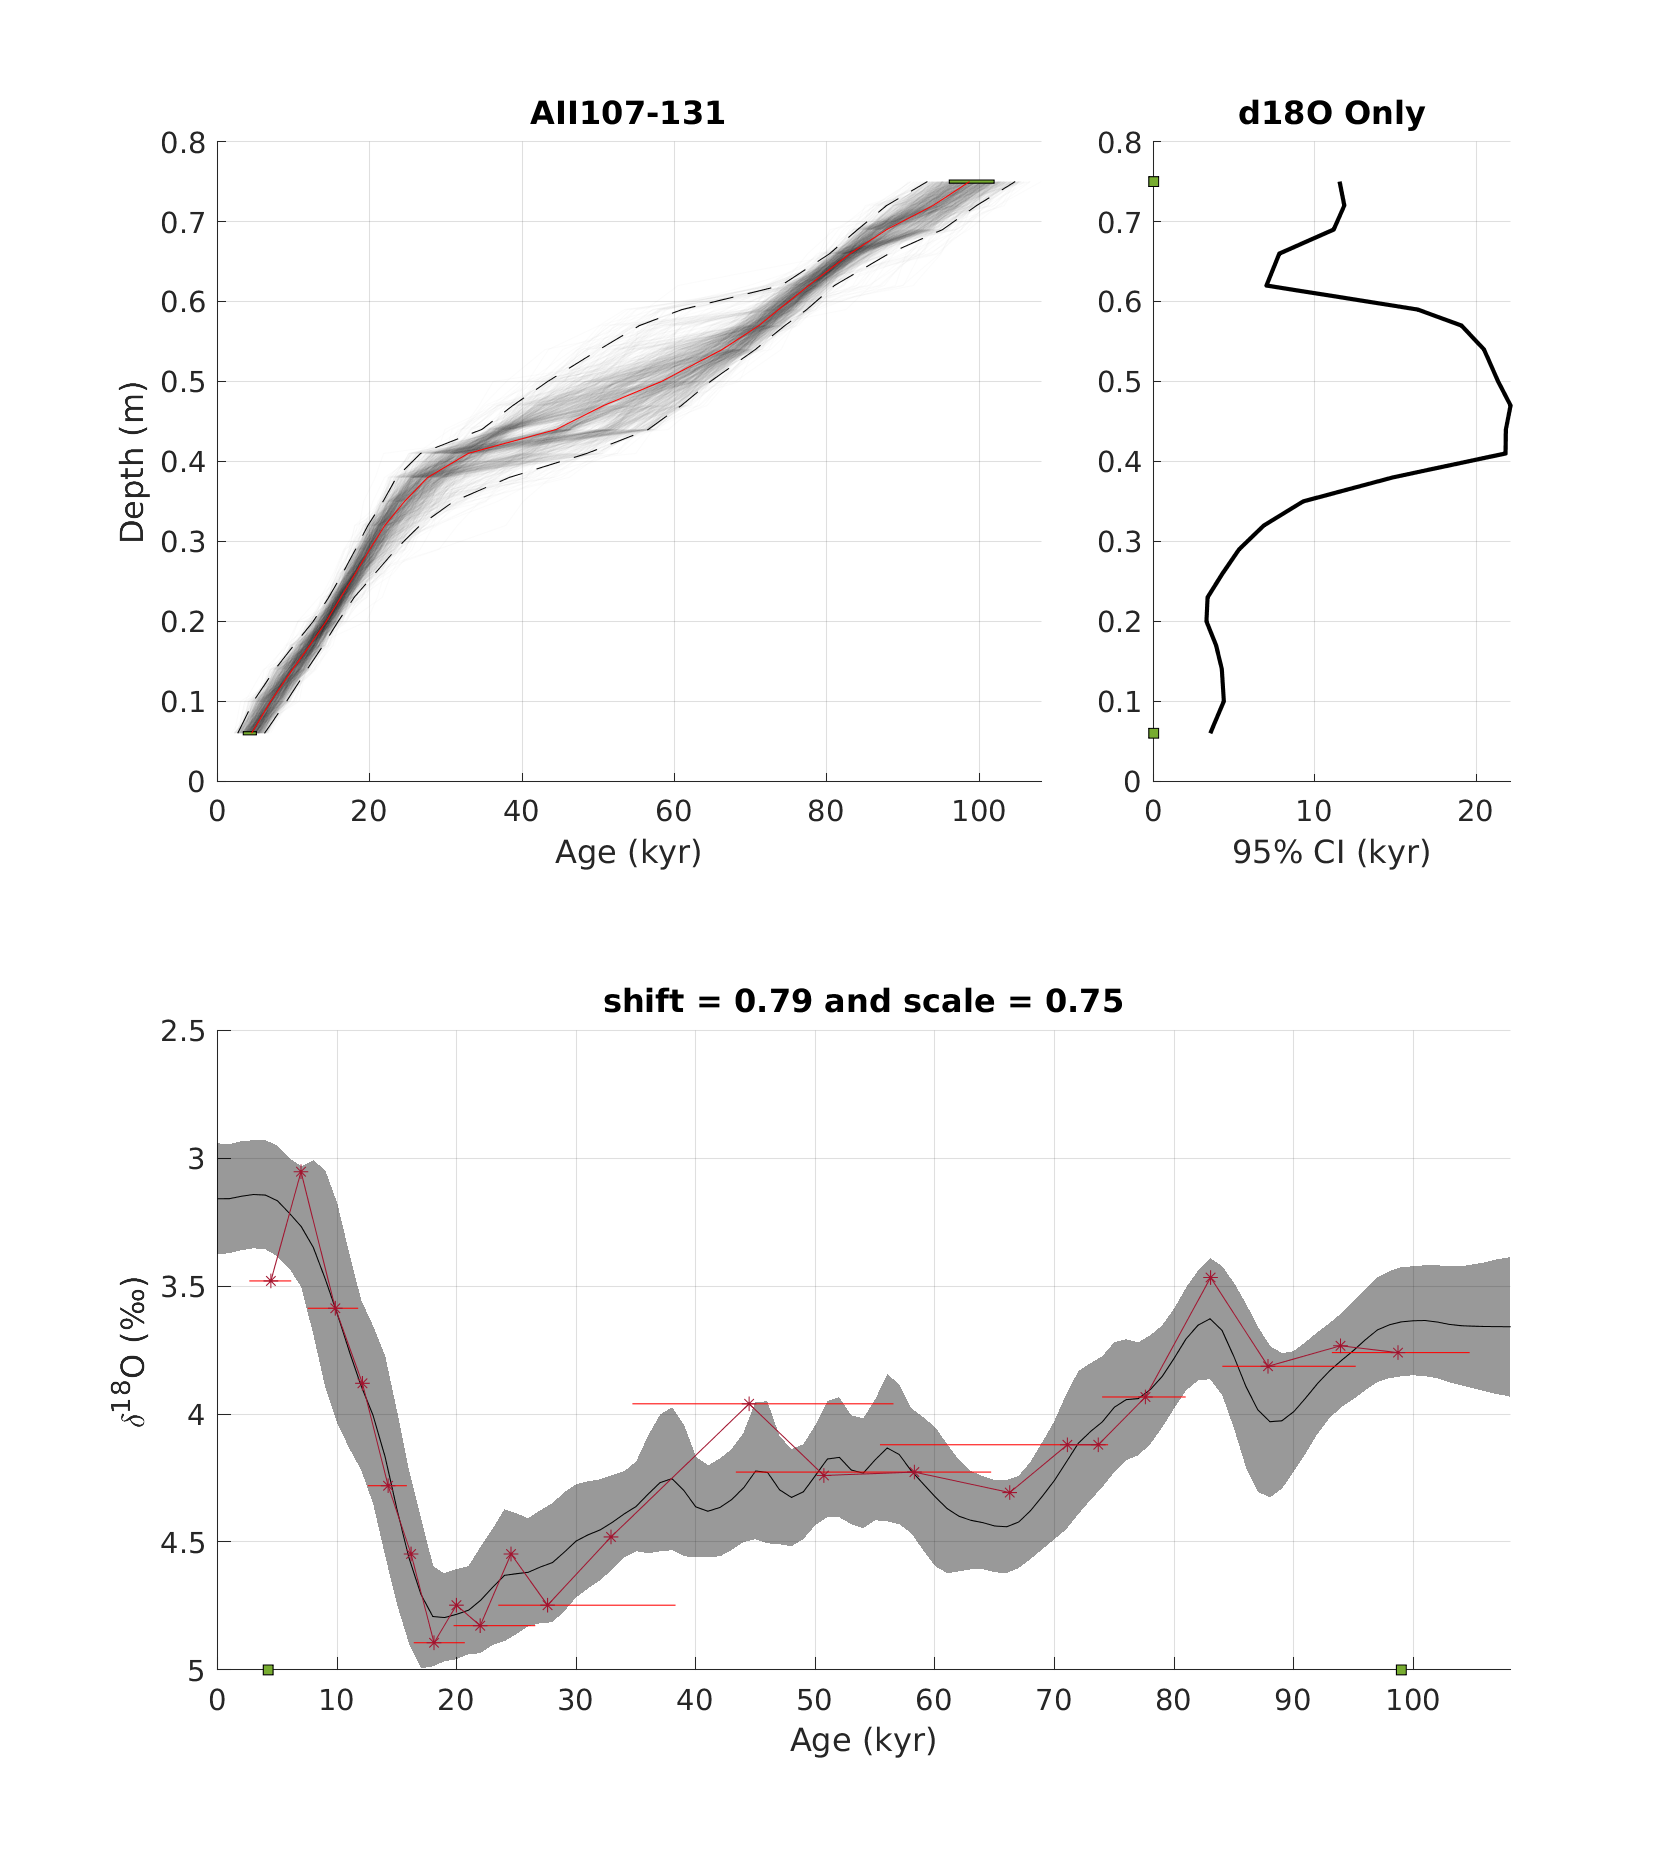 AII107-131
d18O Only
0.8
0.7
0.6
0.5
0.4
0.3
0.2
0.1
0
Depth (m)
0 20 40 60 80 100
Age (kyr)
0.8
0.7
0.6
0.5
0.4
0.3
0.2
0.1
0
0 10 20
95% CI (kyr)
shift = 0.79 and scale = 0.75
2.5
3
3.5
4
4.5
5
δ18O (‰)
0 10 20 30 40 50 60 70 80 90 100
Age (kyr)